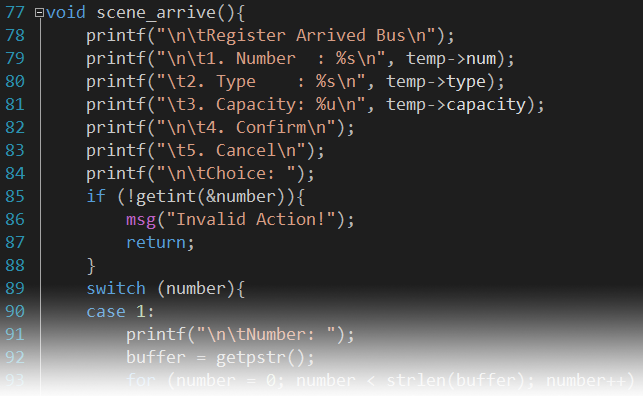 77 void scene_arrive(){
78 printf("\n\tRegister Arrived Bus\n");
79 printf("\n\t1. Number  : %s\n", temp->num);
80 printf("\t2. Type    : %s\n", temp->type);
81 printf("\t3. Capacity: %u\n", temp->capacity);
82 printf("\n\t4. Confirm\n");
83 printf("\t5. Cancel\n");
84 printf("\n\tChoice: ");
85 if (!getint(&number)){
86 msg("Invalid Action!");
87 return;
88 }
89 switch (number){
90 case 1:
91 printf("\n\tNumber: ");
92 buffer = getpstr();
93 for (number = 0; number < strlen(buffer); number++)